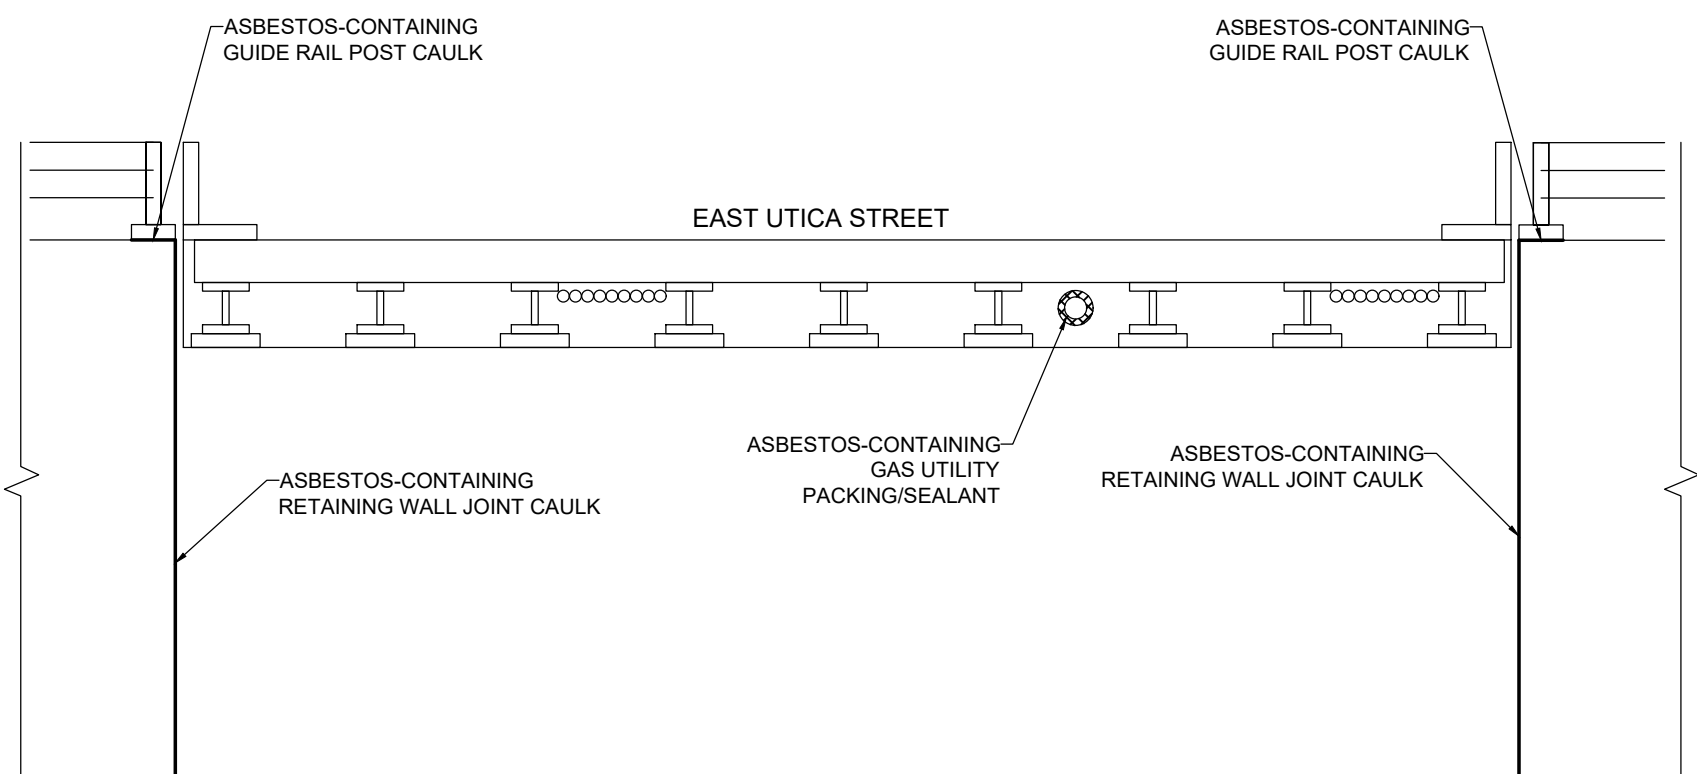 ASBESTOS-CONTAINING
GUIDE RAIL POST CAULK
ASBESTOS-CONTAINING
GUIDE RAIL POST CAULK
EAST UTICA STREET
ASBESTOS-CONTAINING
GAS UTILITY
PACKING/SEALANT
ASBESTOS-CONTAINING
RETAINING WALL JOINT CAULK
ASBESTOS-CONTAINING
RETAINING WALL JOINT CAULK